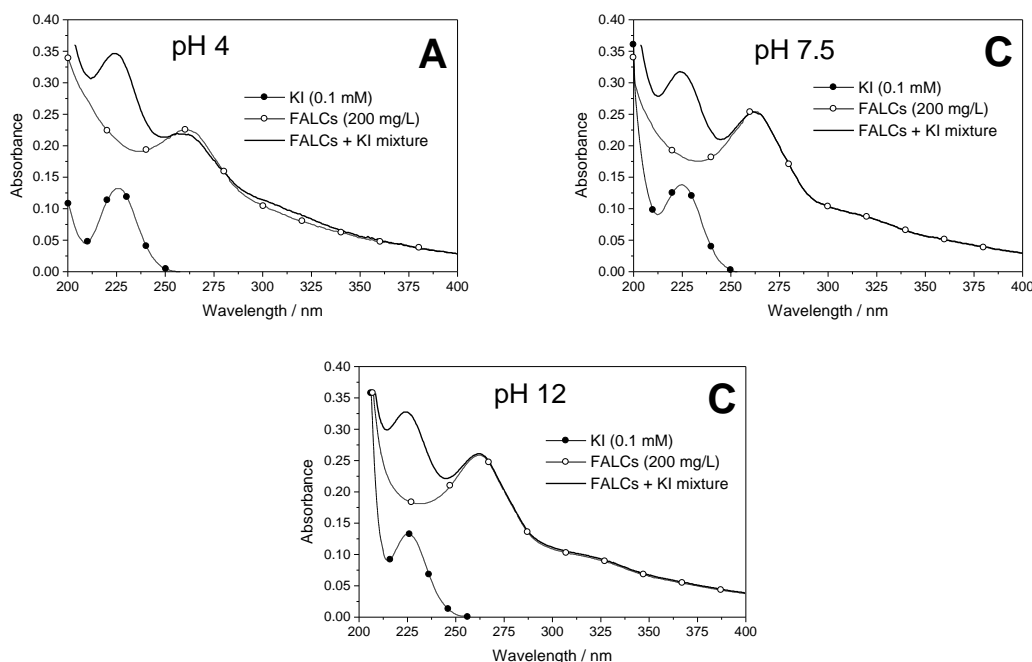 pH 4
A
KI (0.1 mM)
FALCs (200 mg/L)
FALCs + KI mixture
Absorbance
0.40
0.35
0.30
0.25
0.20
0.15
0.10
0.05
0.00
200 225 250 275 300 325 350 375 400
Wavelength / nm
pH 7.5
C
KI (0.1 mM)
FALCs (200 mg/L)
FALCs + KI mixture
Absorbance
0.40
0.35
0.30
0.25
0.20
0.15
0.10
0.05
0.00
200 225 250 275 300 325 350 375 400
Wavelength / nm
pH 12
C
KI (0.1 mM)
FALCs (200 mg/L)
FALCs + KI mixture
Absorbance
0.40
0.35
0.30
0.25
0.20
0.15
0.10
0.05
0.00
200 225 250 275 300 325 350 375 400
Wavelength / nm